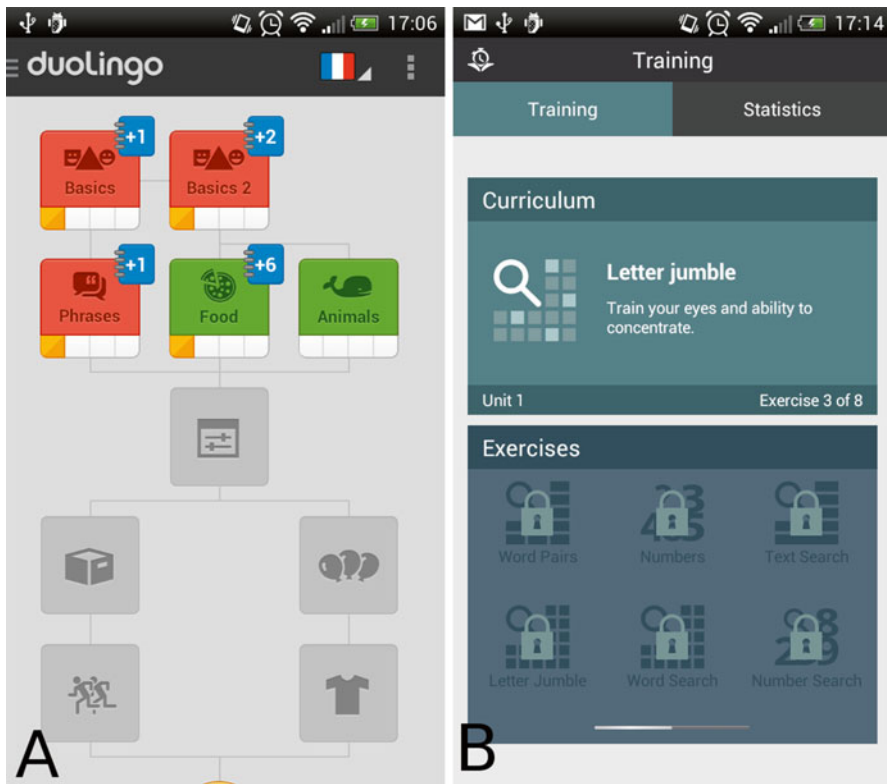 17:06
duolingo
+1
+2
Basics
Basics 2
+1
+6
Phrases
Food
Animals
A
17:14
Training
Training
Statistics
Curriculum
Letter jumble
Train your eyes and ability to
concentrate.
Unit 1
Exercise 3 of 8
Exercises
Word Pairs
Numbers
Text Search
Letter Jumble
Word Search
Number Search
B